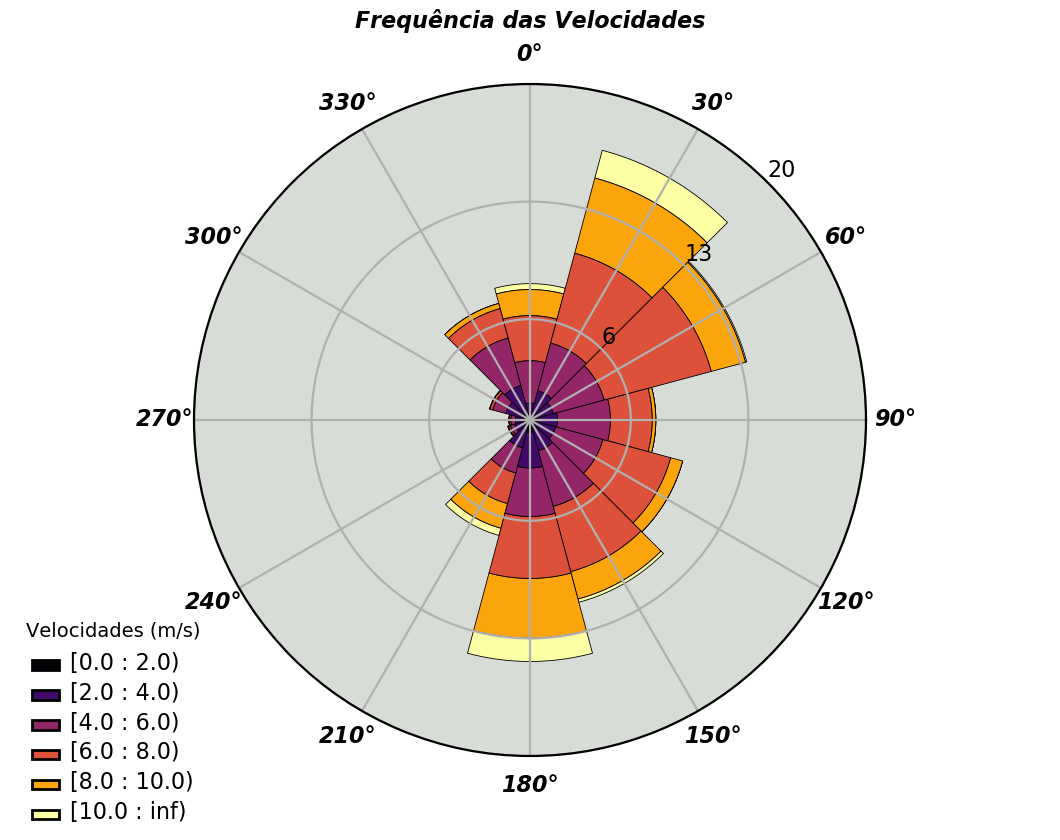 Frequência das Velocidades
0°
330°
30°
20
300°
60°
13
6
270°
90°
240°
120°
210°
150°
180°
Velocidades (m/s)
[0.0 : 2.0)
[2.0 : 4.0)
[4.0 : 6.0)
[6.0 : 8.0)
[8.0 : 10.0)
[10.0 : inf)